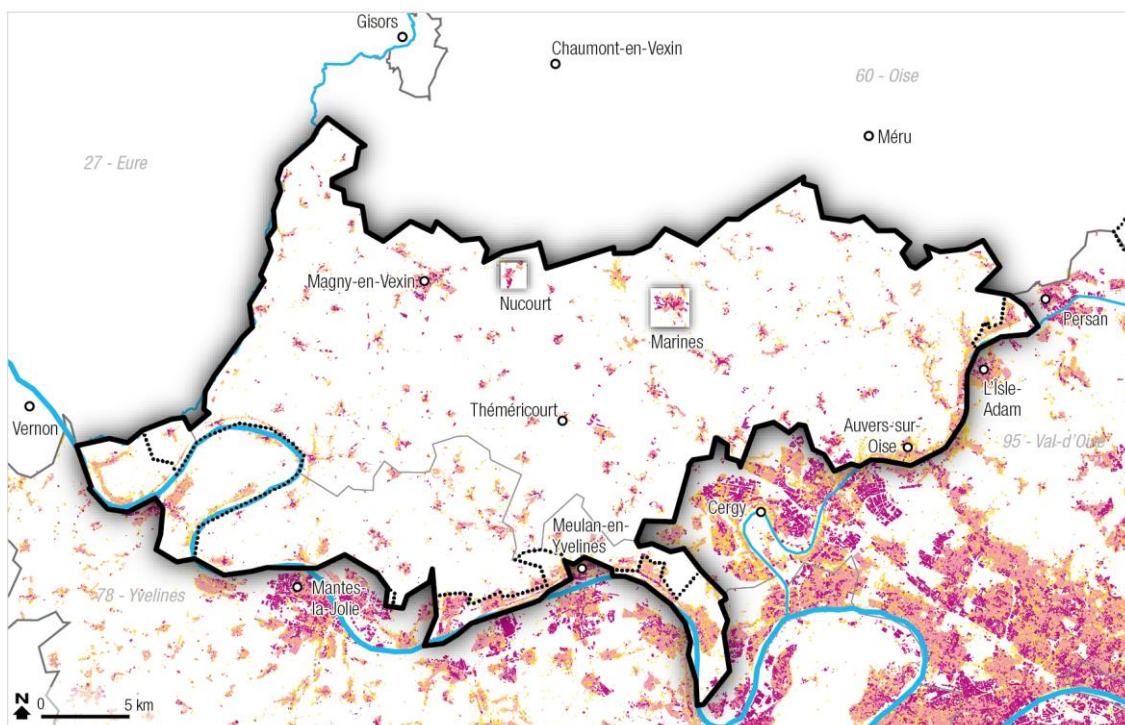 Gisors
Chaumont-en-Vexin
60 - Oise
Méru
27 - Eure
Magny-en-Vexin
Nucourt
Marines
Persan
L'Isle-
Adam
Vernon
Théméricourt
Auvers-sur-
Oise
95 - Val-d'Oise
Cergy
Meulan-en-
Yvelines
78 - Yvelines
Mantes-
la-Jolie
N
0
5 km